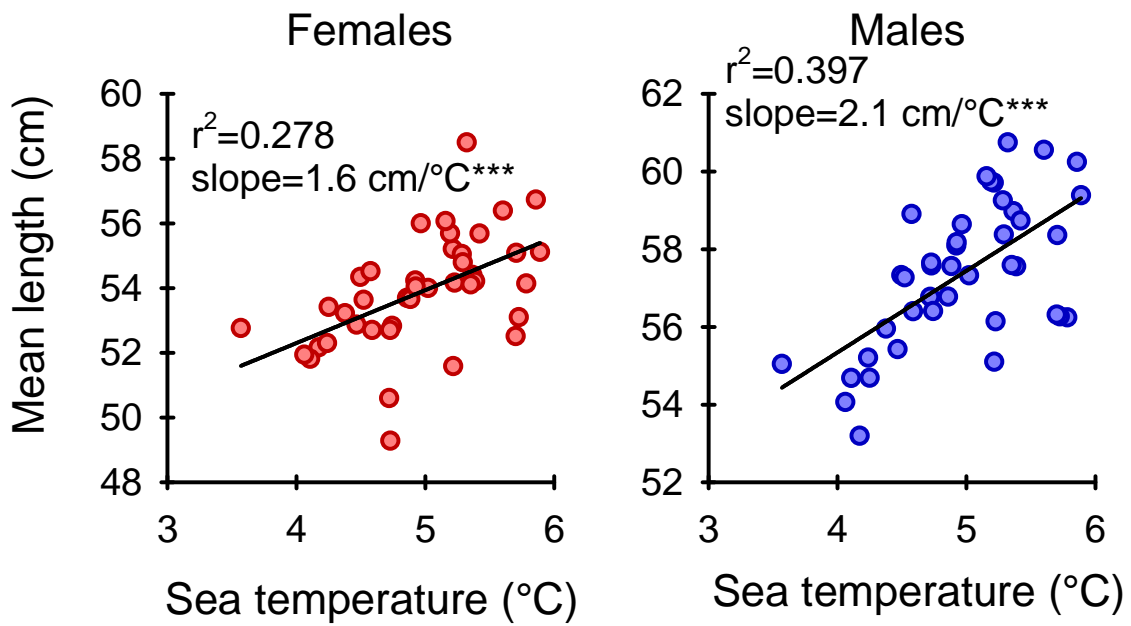 Females
Males
r²=0.278
slope=1.6 cm/°C***
r²=0.397
slope=2.1 cm/°C***
Mean length (cm)
60
58
56
54
52
50
48
62
60
58
56
54
52
3
4
5
6
3
4
5
6
Sea temperature (°C)
Sea temperature (°C)